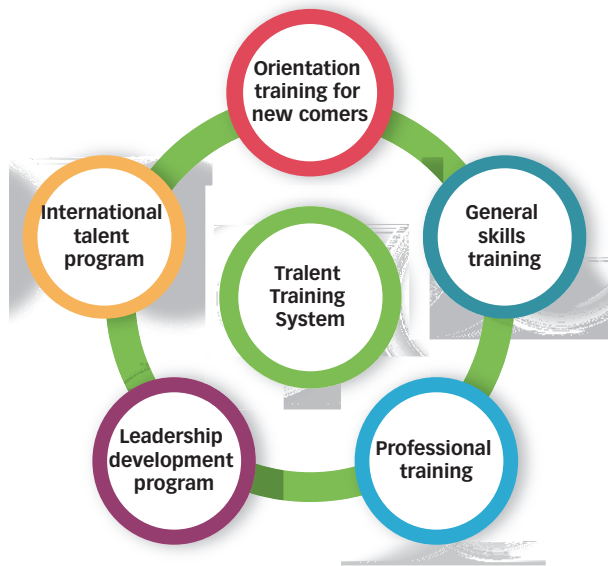 Orientation
training for
new comers
International
talent
program
General
skills
training
Tralent
Training
System
Leadership
development
program
Professional
training